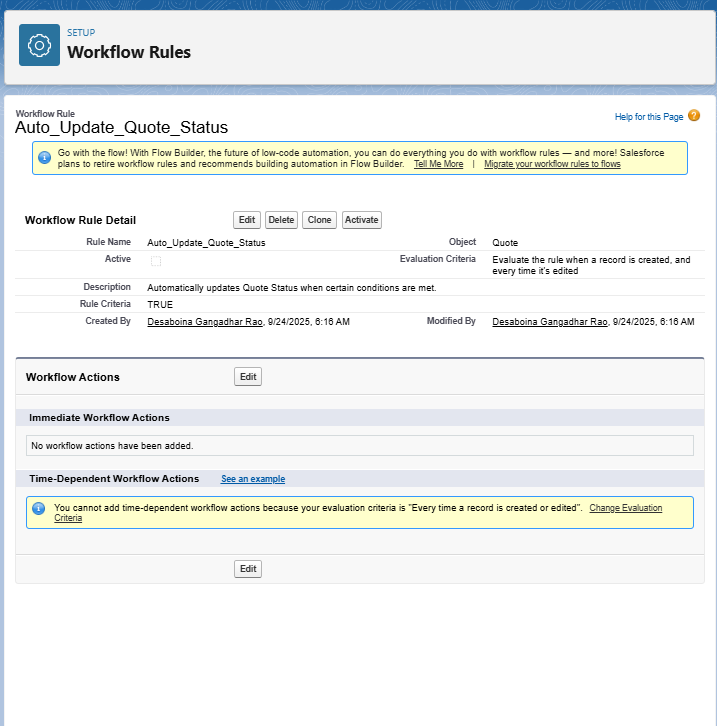 SETUP
Workflow Rules
Workflow Rule
Auto_Update_Quote_Status
Help for this Page ?
Go with the flow! With Flow Builder, the future of low-code automation, you can do everything you do with workflow rules — and more! Salesforce
plans to retire workflow rules and recommends building automation in Flow Builder. Tell Me More | Migrate your workflow rules to flows
Workflow Rule Detail Edit Delete Clone Activate
Rule Name Auto_Update_Quote_Status Object Quote
Active Evaluation Criteria Evaluate the rule when a record is created, and
every time it's edited
Description Automatically updates Quote Status when certain conditions are met.
Rule Criteria TRUE
Created By Desaboina Gangadhar Rao, 9/24/2025, 6:16 AM Modified By Desaboina Gangadhar Rao, 9/24/2025, 6:16 AM
Workflow Actions Edit
Immediate Workflow Actions
No workflow actions have been added.
Time-Dependent Workflow Actions See an example
You cannot add time-dependent workflow actions because your evaluation criteria is "Every time a record is created or edited". Change Evaluation
Criteria
Edit